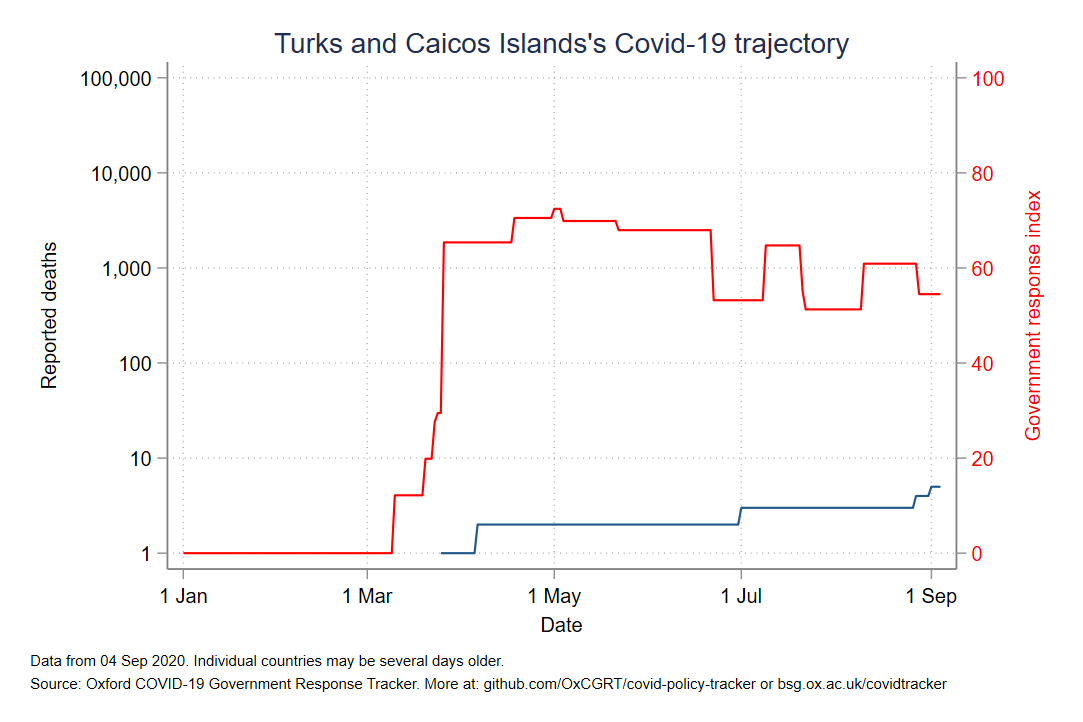 Turks and Caicos Islands's Covid-19 trajectory
100,000
10,000
1,000
100
10
1
Reported deaths
100
80
60
40
20
0
Government response index
1 Jan
1 Mar
1 May
1 Jul
1 Sep
Date
Data from 04 Sep 2020. Individual countries may be several days older.
Source: Oxford COVID-19 Government Response Tracker. More at: github.com/OxCGRT/covid-policy-tracker or bsg.ox.ac.uk/covidtracker